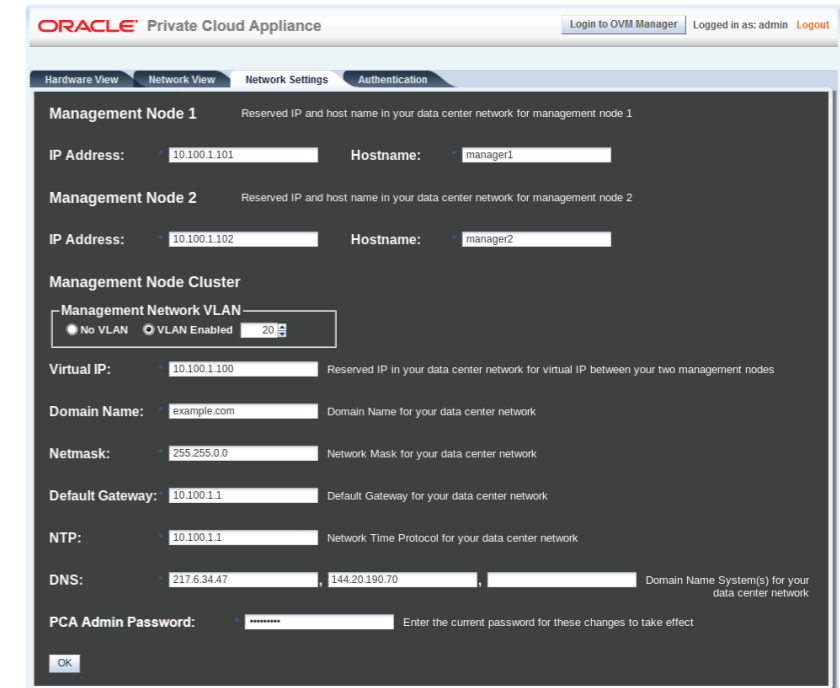 ORACLE Private Cloud Appliance Login to OVM Manager Logged in as: admin Logout
Hardware View Network View Network Settings Authentication
Management Node 1 Reserved IP and host name in your data center network for management node 1
IP Address: * 10.100.1.101 Hostname: * manager1
Management Node 2 Reserved IP and host name in your data center network for management node 2
IP Address: * 10.100.1.102 Hostname: * manager2
Management Node Cluster
Management Network VLAN
No VLAN VLAN Enabled 20
Virtual IP: * 10.100.1.100 Reserved IP in your data center network for virtual IP between your two management nodes
Domain Name: * example.com Domain Name for your data center network
Netmask: * 255.255.0.0 Network Mask for your data center network
Default Gateway: * 10.100.1.1 Default Gateway for your data center network
NTP: * 10.100.1.1 Network Time Protocol for your data center network
DNS: * 217.6.34.47 , 144.20.190.70 , Domain Name System(s) for your
data center network
PCA Admin Password: * ••••••••• Enter the current password for these changes to take effect
OK